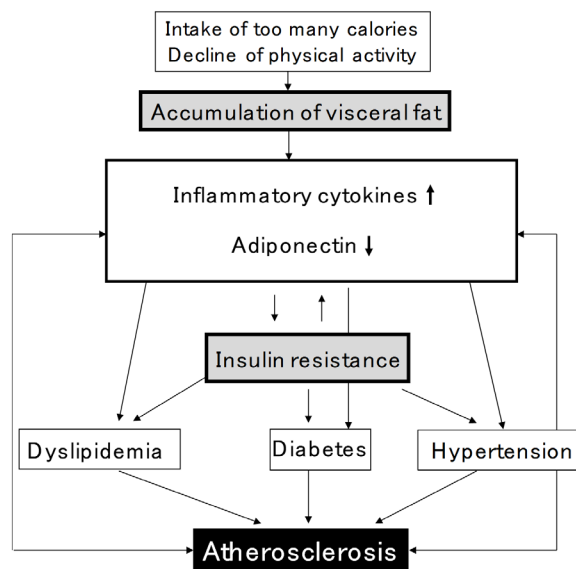 Intake of too many calories
Decline of physical activity
Accumulation of visceral fat
Inflammatory cytokines ↑
Adiponectin ↓
Insulin resistance
Dyslipidemia
Diabetes
Hypertension
Atherosclerosis